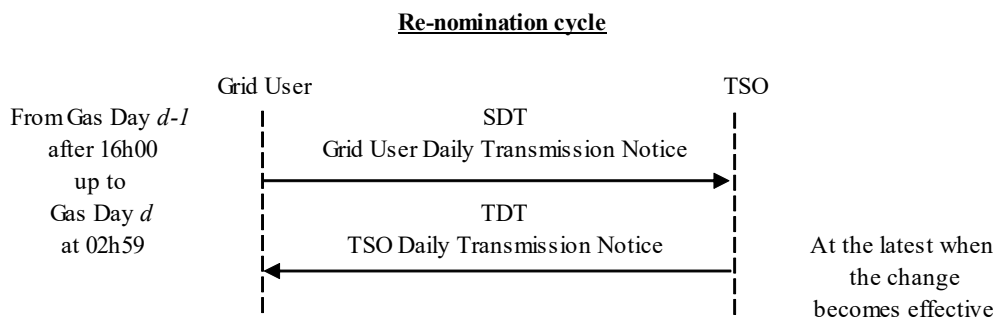 Re-nomination cycle
Grid User
TSO
From Gas Day d-1
after 16h00
up to
Gas Day d
at 02h59
SDT
Grid User Daily Transmission Notice
TDT
TSO Daily Transmission Notice
At the latest when
the change
becomes effective